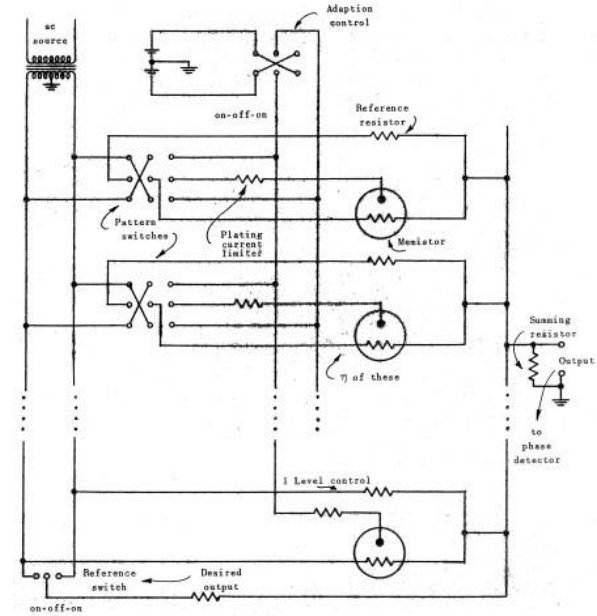 ac
source
Adaption
control
on-off-on
Reference
resistor
Pattern
switches
Plating
current
limiter
Memistor
η of these
Summing
resistor
Output
to
phase
detector
1 Level control
Reference
switch
Desired
output
on-off-on